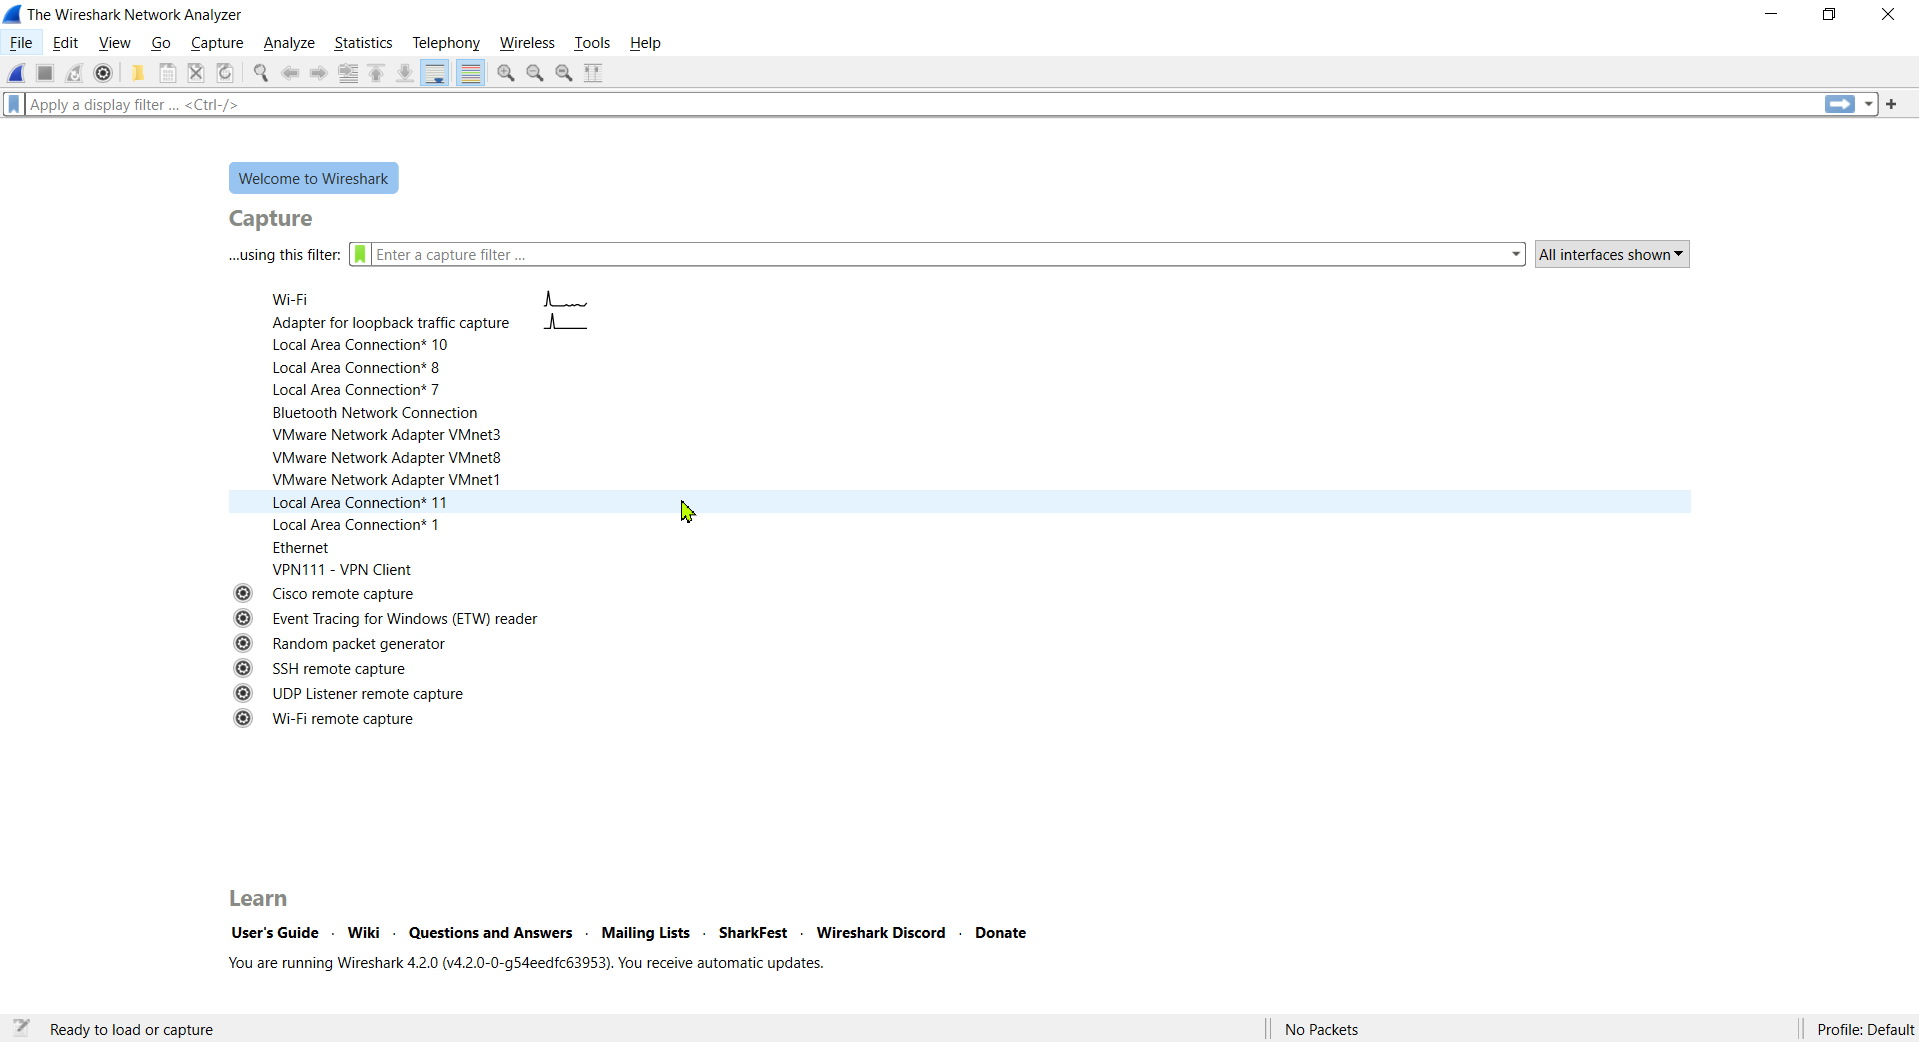 The Wireshark Network Analyzer
File Edit View Go Capture Analyze Statistics Telephony Wireless Tools Help
Apply a display filter ... <Ctrl-/>
Welcome to Wireshark
Capture
...using this filter: Enter a capture filter ... All interfaces shown
Wi-Fi
Adapter for loopback traffic capture
Local Area Connection* 10
Local Area Connection* 8
Local Area Connection* 7
Bluetooth Network Connection
VMware Network Adapter VMnet3
VMware Network Adapter VMnet8
VMware Network Adapter VMnet1
Local Area Connection* 11
Local Area Connection* 1
Ethernet
VPN111 - VPN Client
Cisco remote capture
Event Tracing for Windows (ETW) reader
Random packet generator
SSH remote capture
UDP Listener remote capture
Wi-Fi remote capture
Learn
User's Guide · Wiki · Questions and Answers · Mailing Lists · SharkFest · Wireshark Discord · Donate
You are running Wireshark 4.2.0 (v4.2.0-0-g54eedfc63953). You receive automatic updates.
Ready to load or capture No Packets Profile: Default